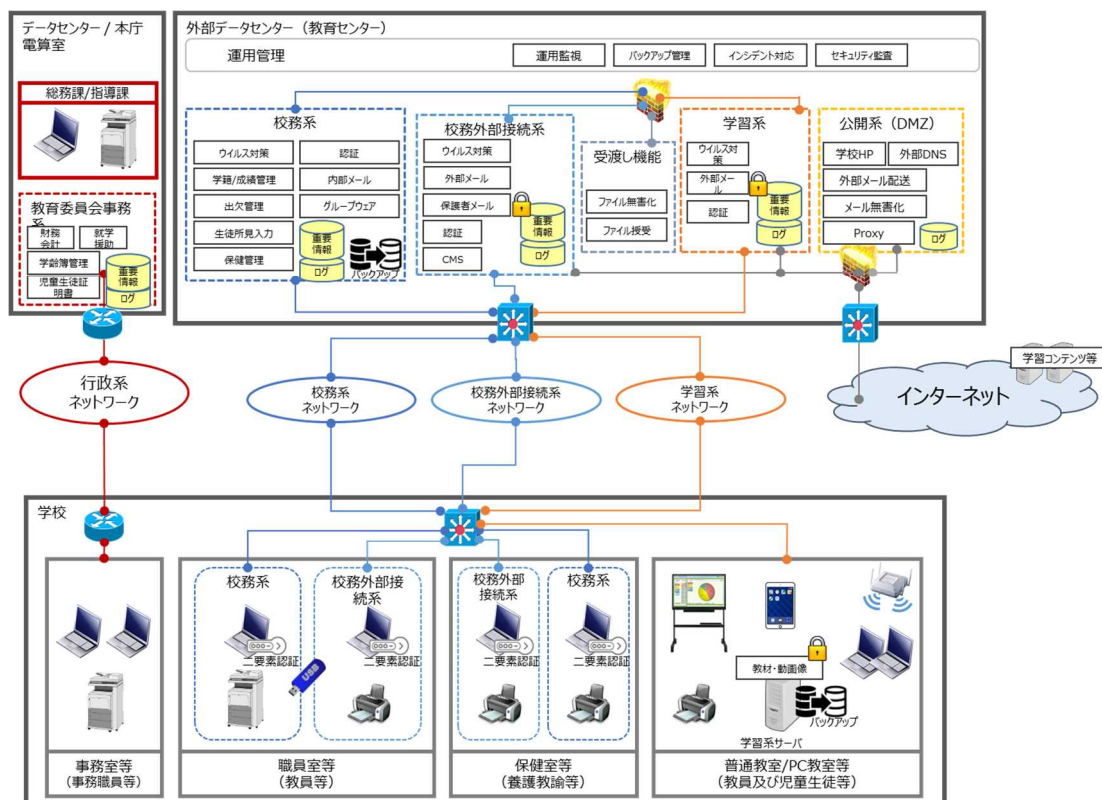 データセンター / 本庁
電算室
総務課/指導課
教育委員会事務
系
財務
会計
就学
援助
学齢簿管理
児童生徒証
明書
重要
情報
ログ
外部データセンター（教育センター）
運用管理
運用監視
バックアップ管理
インシデント対応
セキュリティ監査
校務系
ウイルス対策
認証
学籍/成績管理
内部メール
出欠管理
グループウェア
生徒所見入力
保健管理
重要
情報
ログ
バックアップ
校務外部接続系
ウイルス対策
外部メール
保護者メール
認証
CMS
重要
情報
ログ
受渡し機能
ファイル無害化
ファイル授受
学習系
ウイルス対
策
外部メー
ル
認証
重要
情報
ログ
公開系（DMZ）
学校HP
外部DNS
外部メール配送
メール無害化
Proxy
ログ
行政系
ネットワーク
校務系
ネットワーク
校務外部接続系
ネットワーク
学習系
ネットワーク
インターネット
学習コンテンツ等
学校
事務室等
（事務職員等）
校務系
二要素認証
USB
校務外部接
続系
二要素認証
職員室等
（教員等）
校務外部
接続系
二要素認証
校務系
二要素認証
保健室等
（養護教諭等）
教材・動画像
バックアップ
学習系サーバ
普通教室/PC教室等
（教員及び児童生徒等）